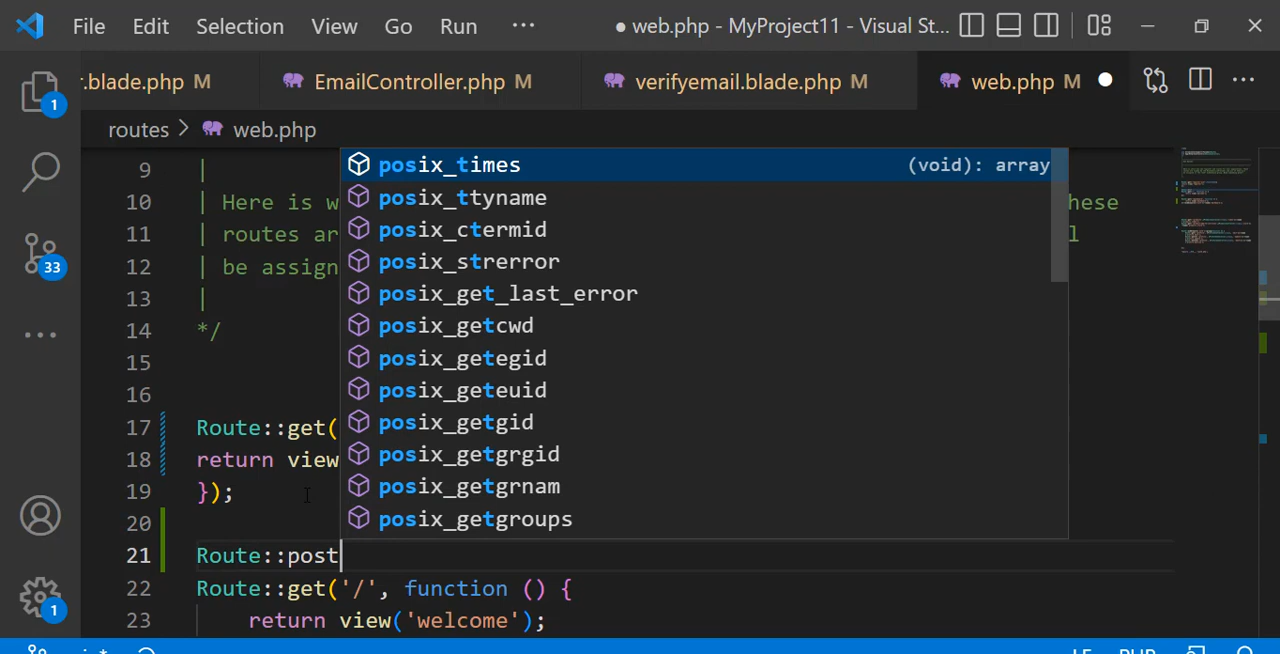 File Edit Selection View Go Run ··· ● web.php - MyProject11 - Visual St...
.blade.php M EmailController.php M verifyemail.blade.php M web.php M ●
1
routes > web.php
9 |
10 | Here is w hese
11 | routes ar l
12 | be assign
13 |
14 */
15
16
17 Route::get(
18 return view
19 });
20
21 Route::post
22 Route::get('/', function () {
23 return view('welcome');
posix_times (void): array
posix_ttyname
posix_ctermid
posix_strerror
posix_get_last_error
posix_getcwd
posix_getegid
posix_geteuid
posix_getgid
posix_getgrgid
posix_getgrnam
posix_getgroups
33
1